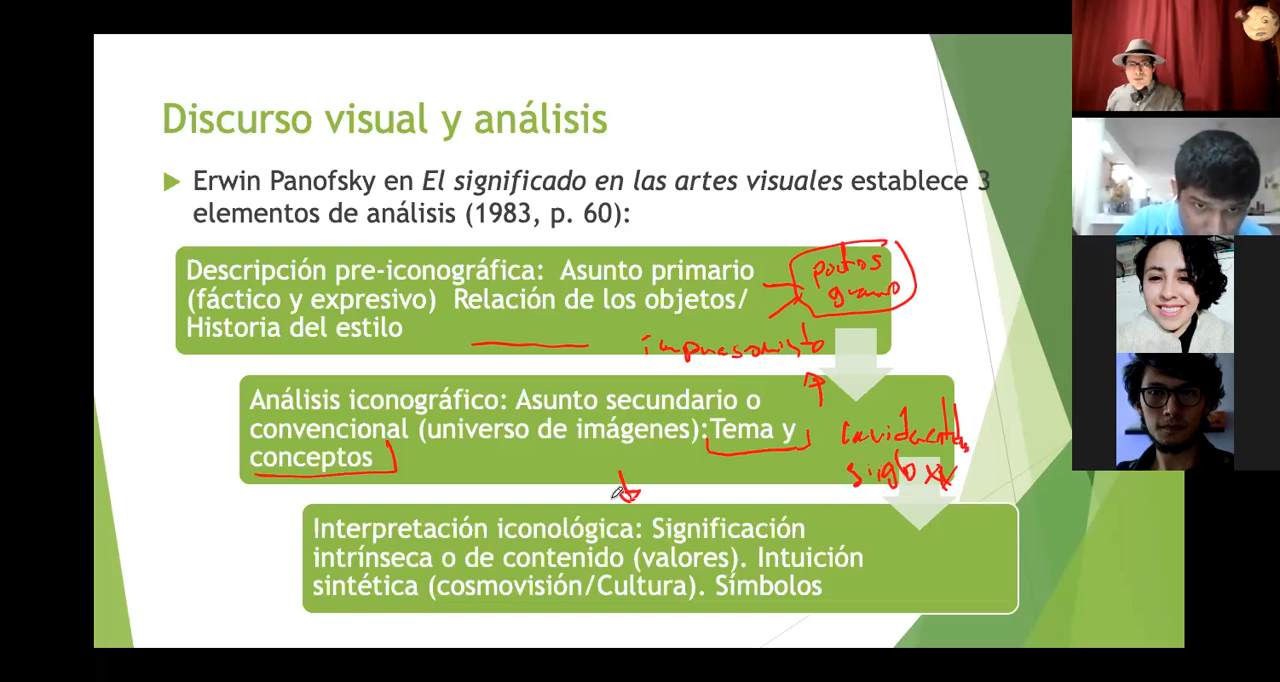 Discurso visual y análisis
Erwin Panofsky en El significado en las artes visuales establece 3
elementos de análisis (1983, p. 60):
Descripción pre-iconográfica: Asunto primario
(fáctico y expresivo) Relación de los objetos/
Historia del estilo
Análisis iconográfico: Asunto secundario o
convencional (universo de imágenes):Tema y
conceptos
siglo
Interpretación iconológica: Significación
intrínseca o de contenido (valores). Intuición
sintética (cosmovisión/Cultura). Símbolos